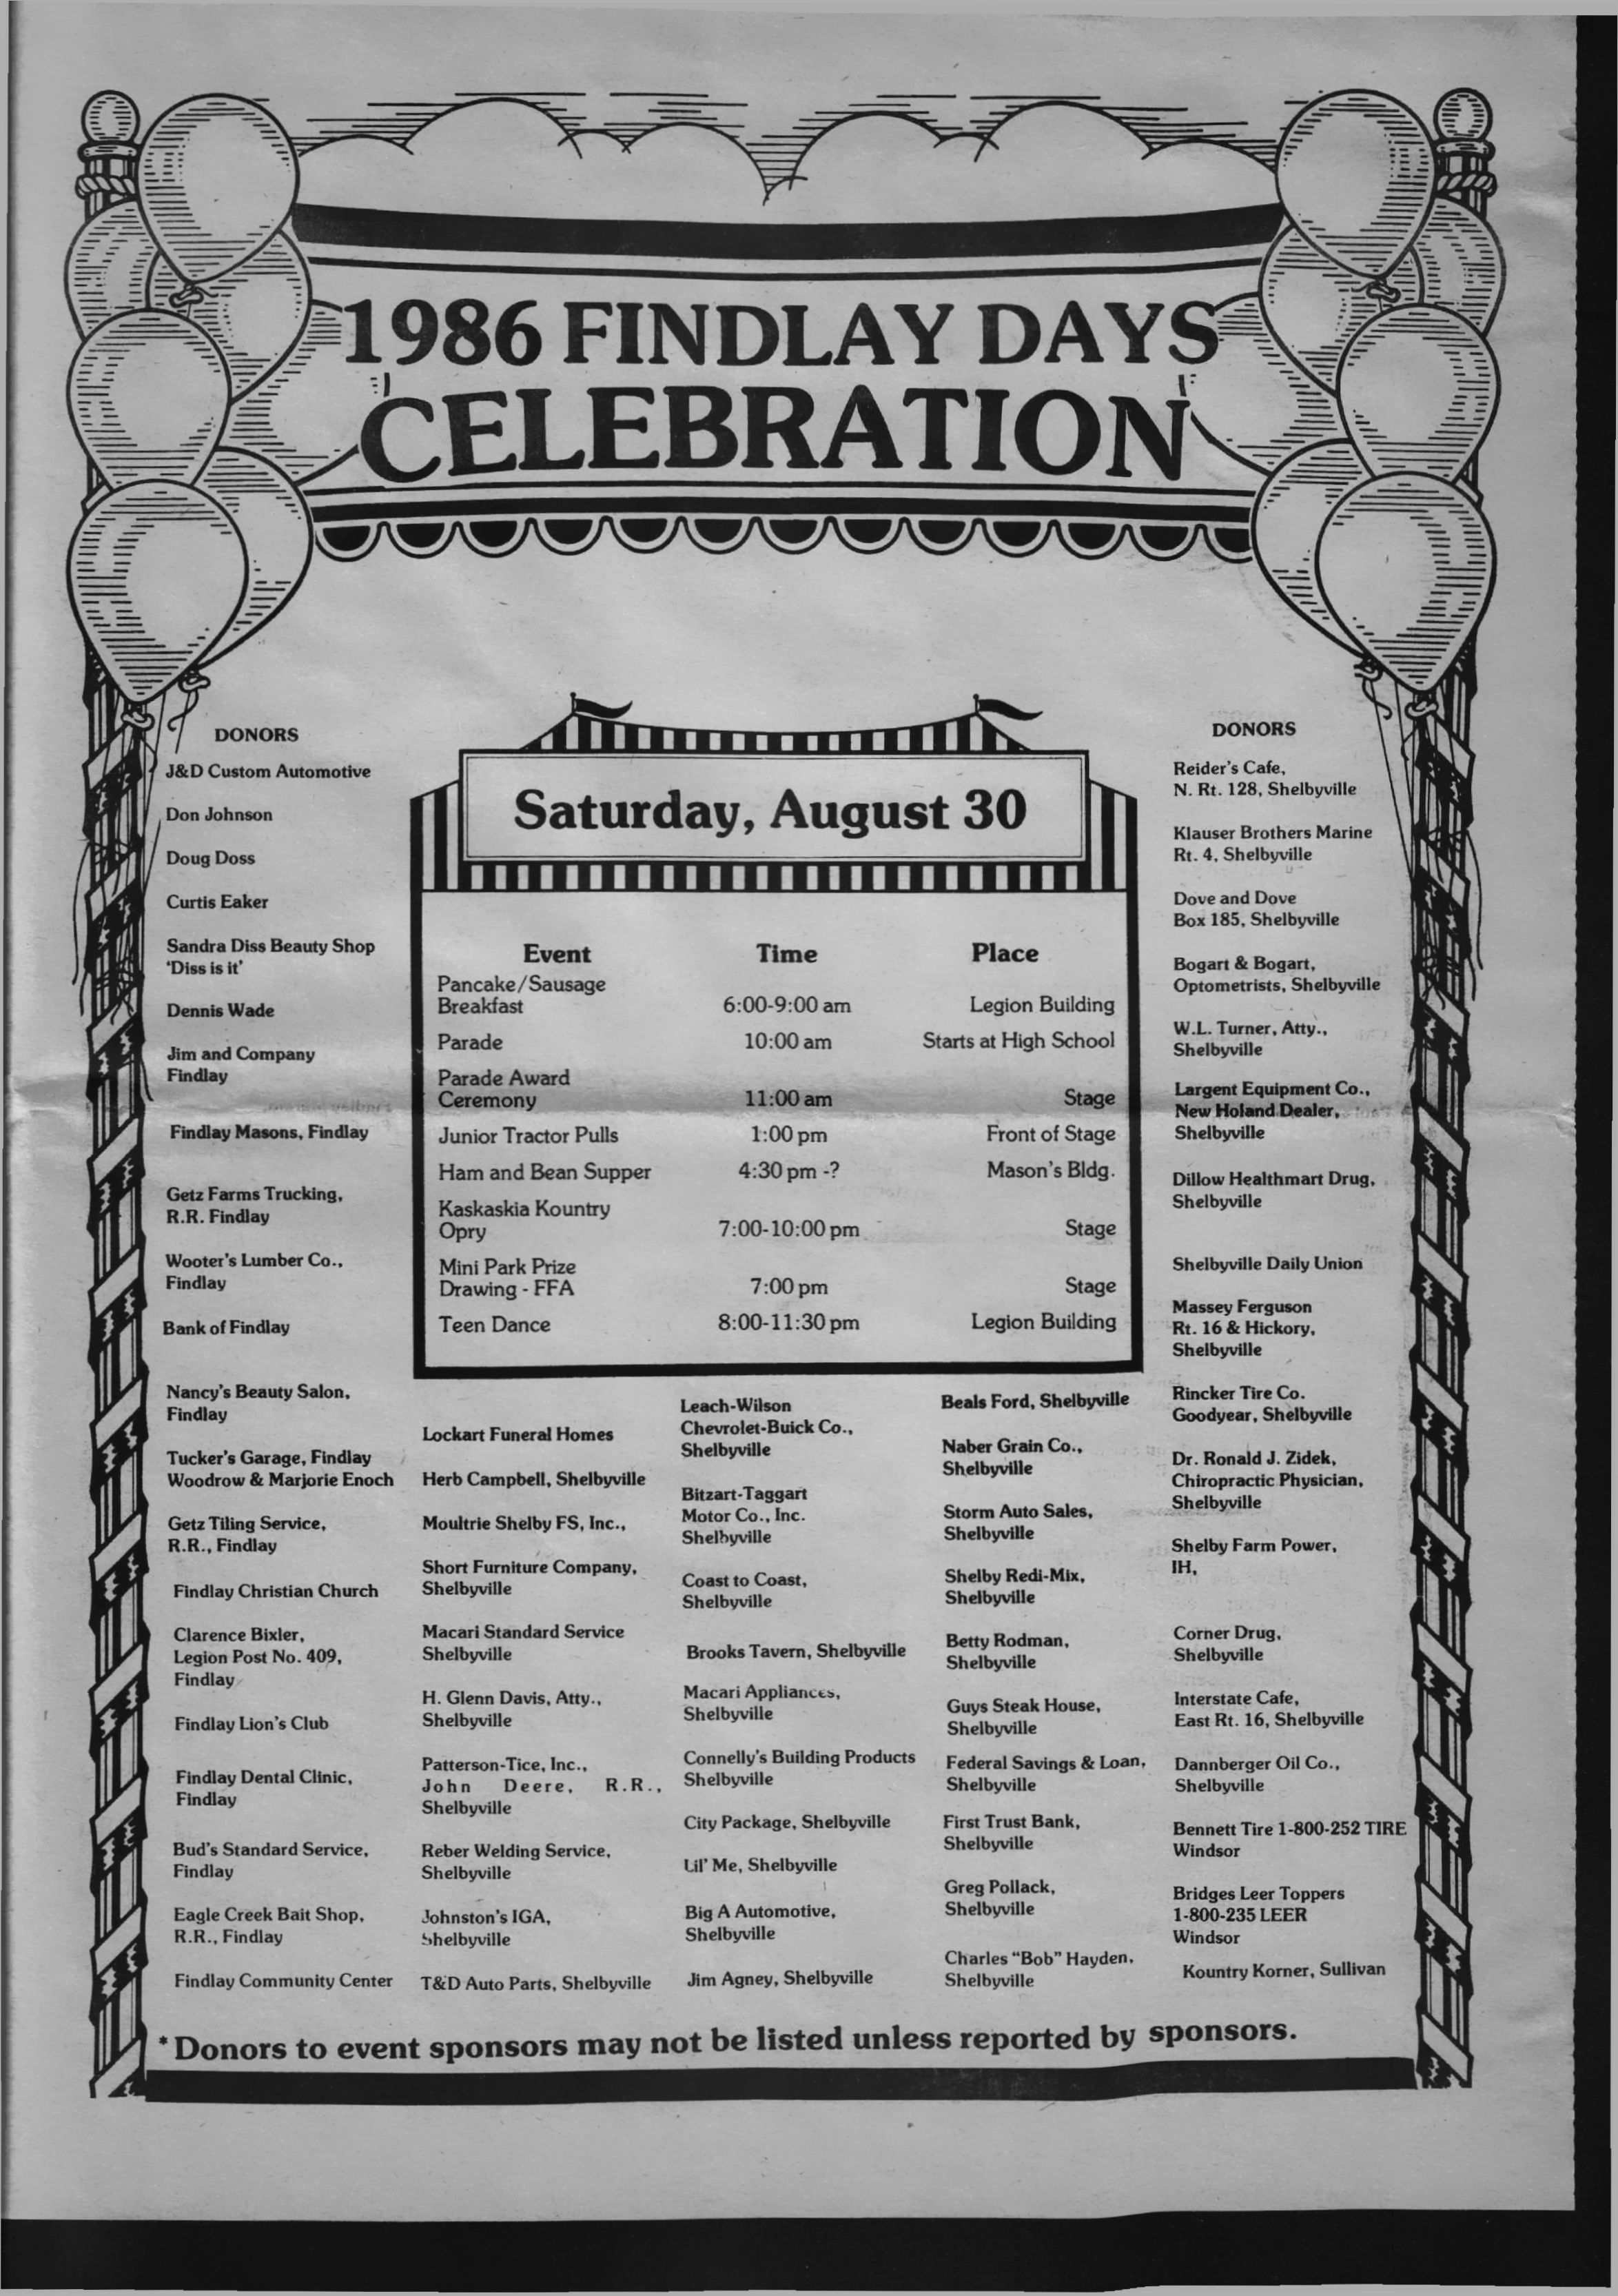 1986 FINDLAY DAYS
CELEBRATION
DONORS
J&D Custom Automotive
Don Johnson
Doug Doss
Curtis Eaker
Sandra Diss Beauty Shop
'Diss is it'
Dennis Wade
Jim and Company
Findlay
Findlay Masons, Findlay
Getz Farms Trucking,
R.R. Findlay
Wooter's Lumber Co.,
Findlay
Bank of Findlay
Nancy's Beauty Salon,
Findlay
Tucker's Garage, Findlay
Woodrow & Marjorie Enoch
Getz Tiling Service,
R.R., Findlay
Findlay Christian Church
Clarence Bixler,
Legion Post No. 409,
Findlay
Findlay Lion's Club
Findlay Dental Clinic,
Findlay
Bud's Standard Service,
Findlay
Eagle Creek Bait Shop,
R.R., Findlay
Findlay Community Center
Saturday, August 30
Event Time Place
Pancake/Sausage
Breakfast 6:00-9:00 am Legion Building
Parade 10:00 am Starts at High School
Parade Award
Ceremony 11:00 am Stage
Junior Tractor Pulls 1:00 pm Front of Stage
Ham and Bean Supper 4:30 pm -? Mason's Bldg.
Kaskaskia Kountry
Opry 7:00-10:00 pm Stage
Mini Park Prize
Drawing - FFA 7:00 pm Stage
Teen Dance 8:00-11:30 pm Legion Building
Lockart Funeral Homes
Herb Campbell, Shelbyville
Moultrie Shelby FS, Inc.,
Short Furniture Company,
Shelbyville
Macari Standard Service
Shelbyville
H. Glenn Davis, Atty.,
Shelbyville
Patterson-Tice, Inc.,
John Deere, R.R.,
Shelbyville
Reber Welding Service,
Shelbyville
Johnston's IGA,
Shelbyville
T&D Auto Parts, Shelbyville
Leach-Wilson
Chevrolet-Buick Co.,
Shelbyville
Bitzart-Taggart
Motor Co., Inc.
Shelbyville
Coast to Coast,
Shelbyville
Brooks Tavern, Shelbyville
Macari Appliances,
Shelbyville
Connelly's Building Products
Shelbyville
City Package, Shelbyville
Lil' Me, Shelbyville
Big A Automotive,
Shelbyville
Jim Agney, Shelbyville
Beals Ford, Shelbyville
Naber Grain Co.,
Shelbyville
Storm Auto Sales,
Shelbyville
Shelby Redi-Mix,
Shelbyville
Betty Rodman,
Shelbyville
Guys Steak House,
Shelbyville
Federal Savings & Loan,
Shelbyville
First Trust Bank,
Shelbyville
Greg Pollack,
Shelbyville
Charles "Bob" Hayden,
Shelbyville
DONORS
Reider's Cafe,
N. Rt. 128, Shelbyville
Klauser Brothers Marine
Rt. 4, Shelbyville
Dove and Dove
Box 185, Shelbyville
Bogart & Bogart,
Optometrists, Shelbyville
W.L. Turner, Atty.,
Shelbyville
Largent Equipment Co.,
New Holand Dealer,
Shelbyville
Dillow Healthmart Drug,
Shelbyville
Shelbyville Daily Union
Massey Ferguson
Rt. 16 & Hickory,
Shelbyville
Rincker Tire Co.
Goodyear, Shelbyville
Dr. Ronald J. Zidek,
Chiropractic Physician,
Shelbyville
Shelby Farm Power,
IH,
Corner Drug,
Shelbyville
Interstate Cafe,
East Rt. 16, Shelbyville
Dannberger Oil Co.,
Shelbyville
Bennett Tire 1-800-252 TIRE
Windsor
Bridges Leer Toppers
1-800-235 LEER
Windsor
Kountry Korner, Sullivan
*Donors to event sponsors may not be listed unless reported by sponsors.